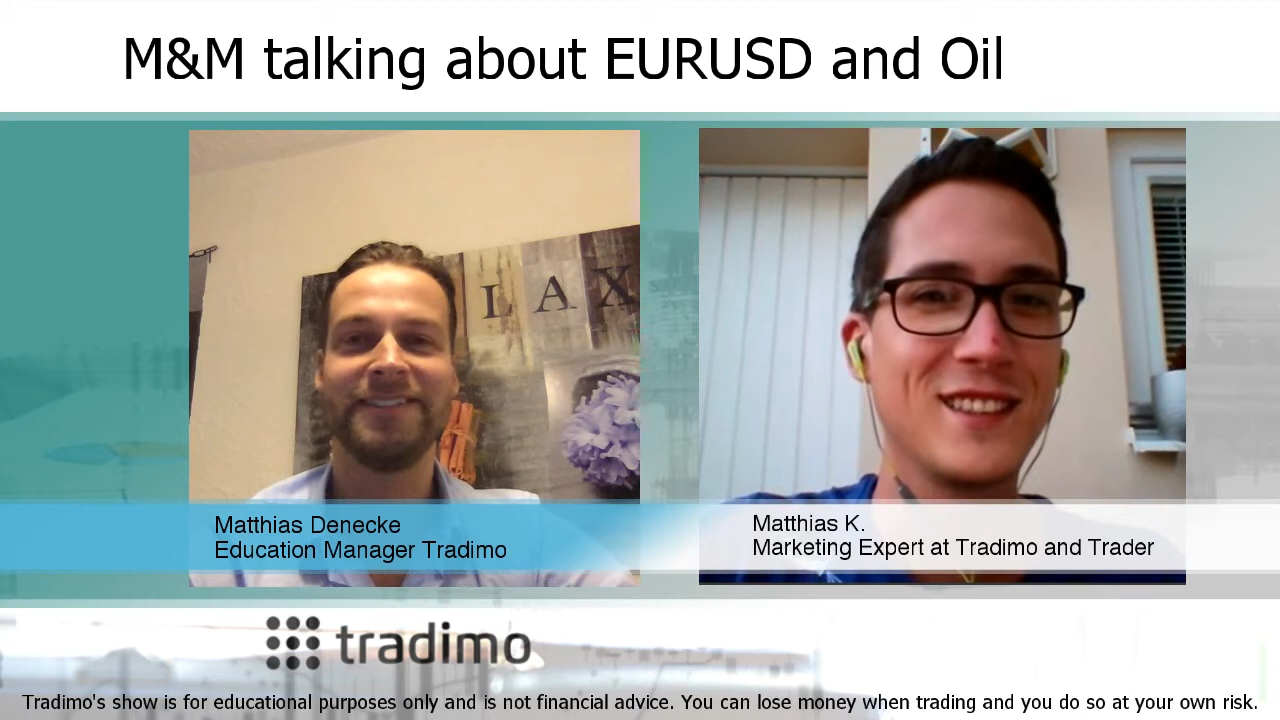 M&M talking about EURUSD and Oil
LAX
Matthias Denecke
Education Manager Tradimo
Matthias K.
Marketing Expert at Tradimo and Trader
tradimo
Tradimo's show is for educational purposes only and is not financial advice. You can lose money when trading and you do so at your own risk.